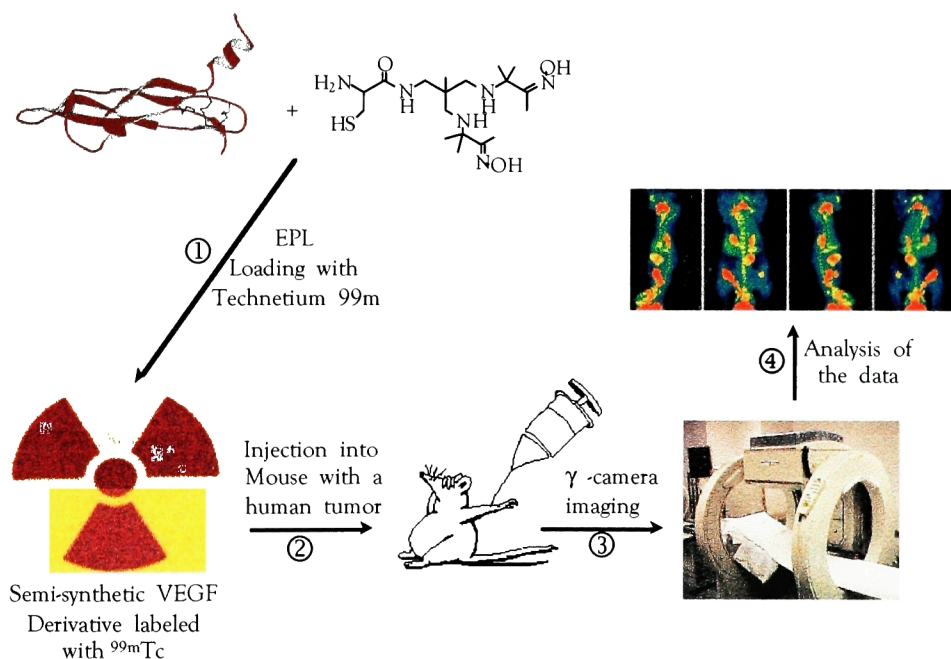 H₂N
O
N
H
HS
N
H
N
OH
NH
N
OH
+
①
EPL
Loading with
Technetium 99m
Semi-synthetic VEGF
Derivative labeled
with ⁹⁹ᵐTc
Injection into
Mouse with a
human tumor
②
γ -camera
imaging
③
④
Analysis of
the data